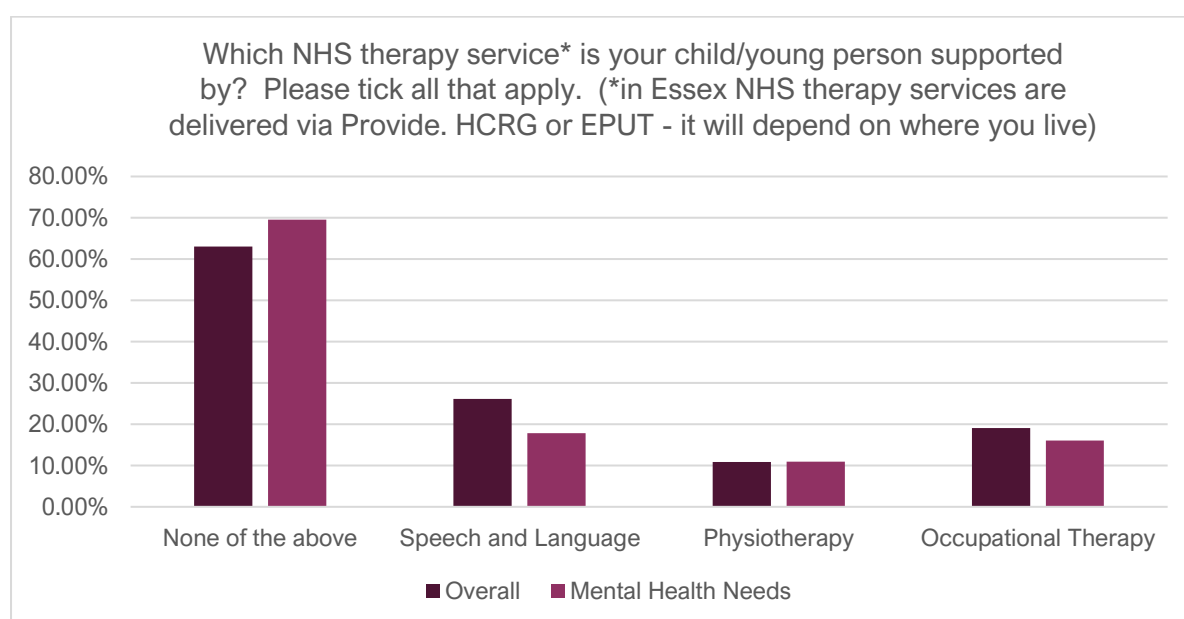 Which NHS therapy service* is your child/young person supported
by?  Please tick all that apply.  (*in Essex NHS therapy services are
delivered via Provide. HCRG or EPUT - it will depend on where you live)
80.00%
70.00%
60.00%
50.00%
40.00%
30.00%
20.00%
10.00%
0.00%
None of the above Speech and Language Physiotherapy Occupational Therapy
Overall Mental Health Needs